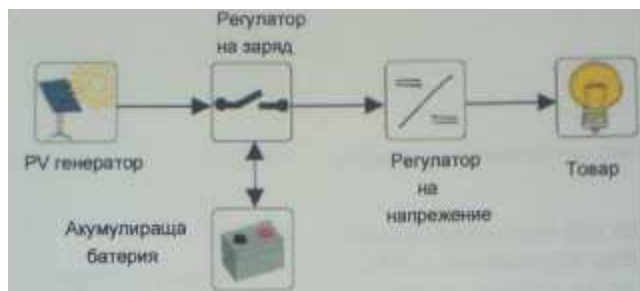 Регулатор
на заряд
PV генератор
Регулатор
на
напрежение
Товар
Акумулираща
батерия